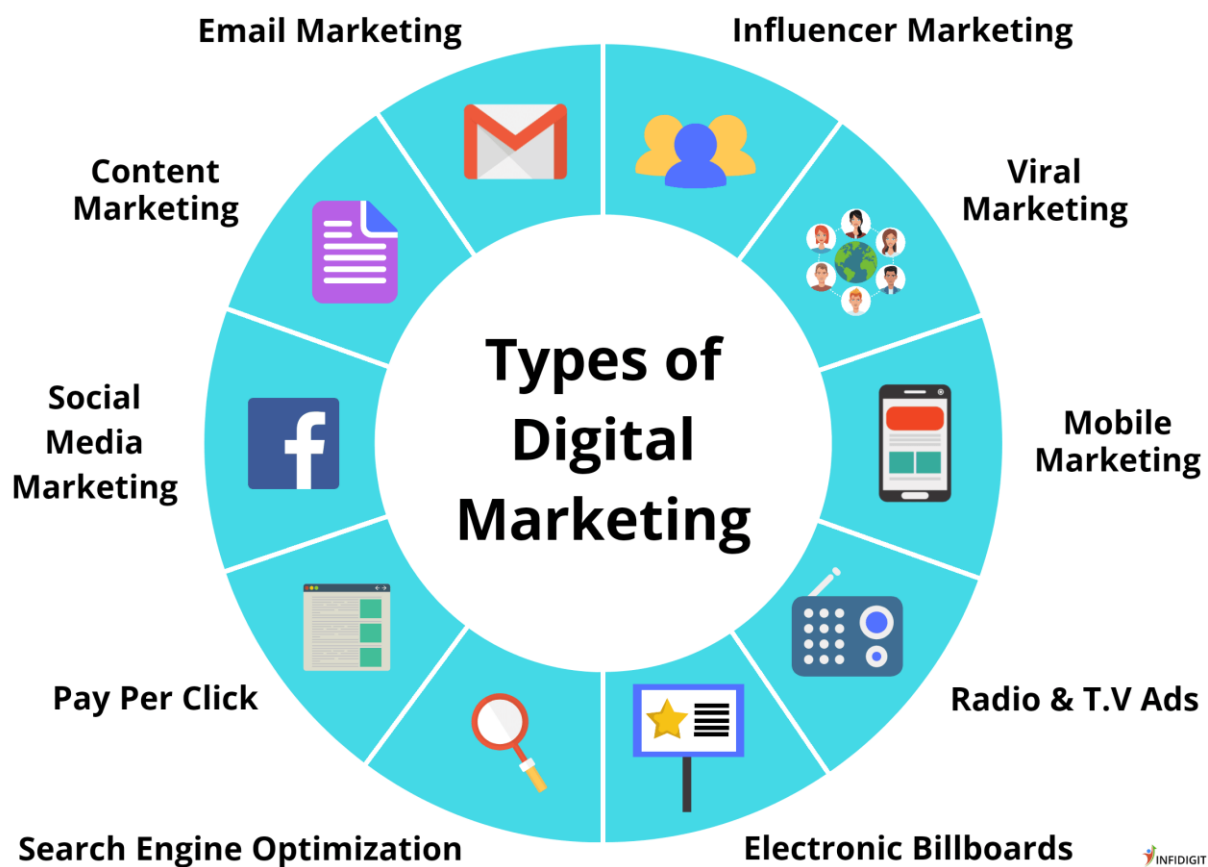 Email Marketing
Influencer Marketing
Content
Marketing
Viral
Marketing
Social
Media
Marketing
Types of
Digital
Marketing
Mobile
Marketing
Pay Per Click
Radio & T.V Ads
Search Engine Optimization
Electronic Billboards
INFIDIGIT